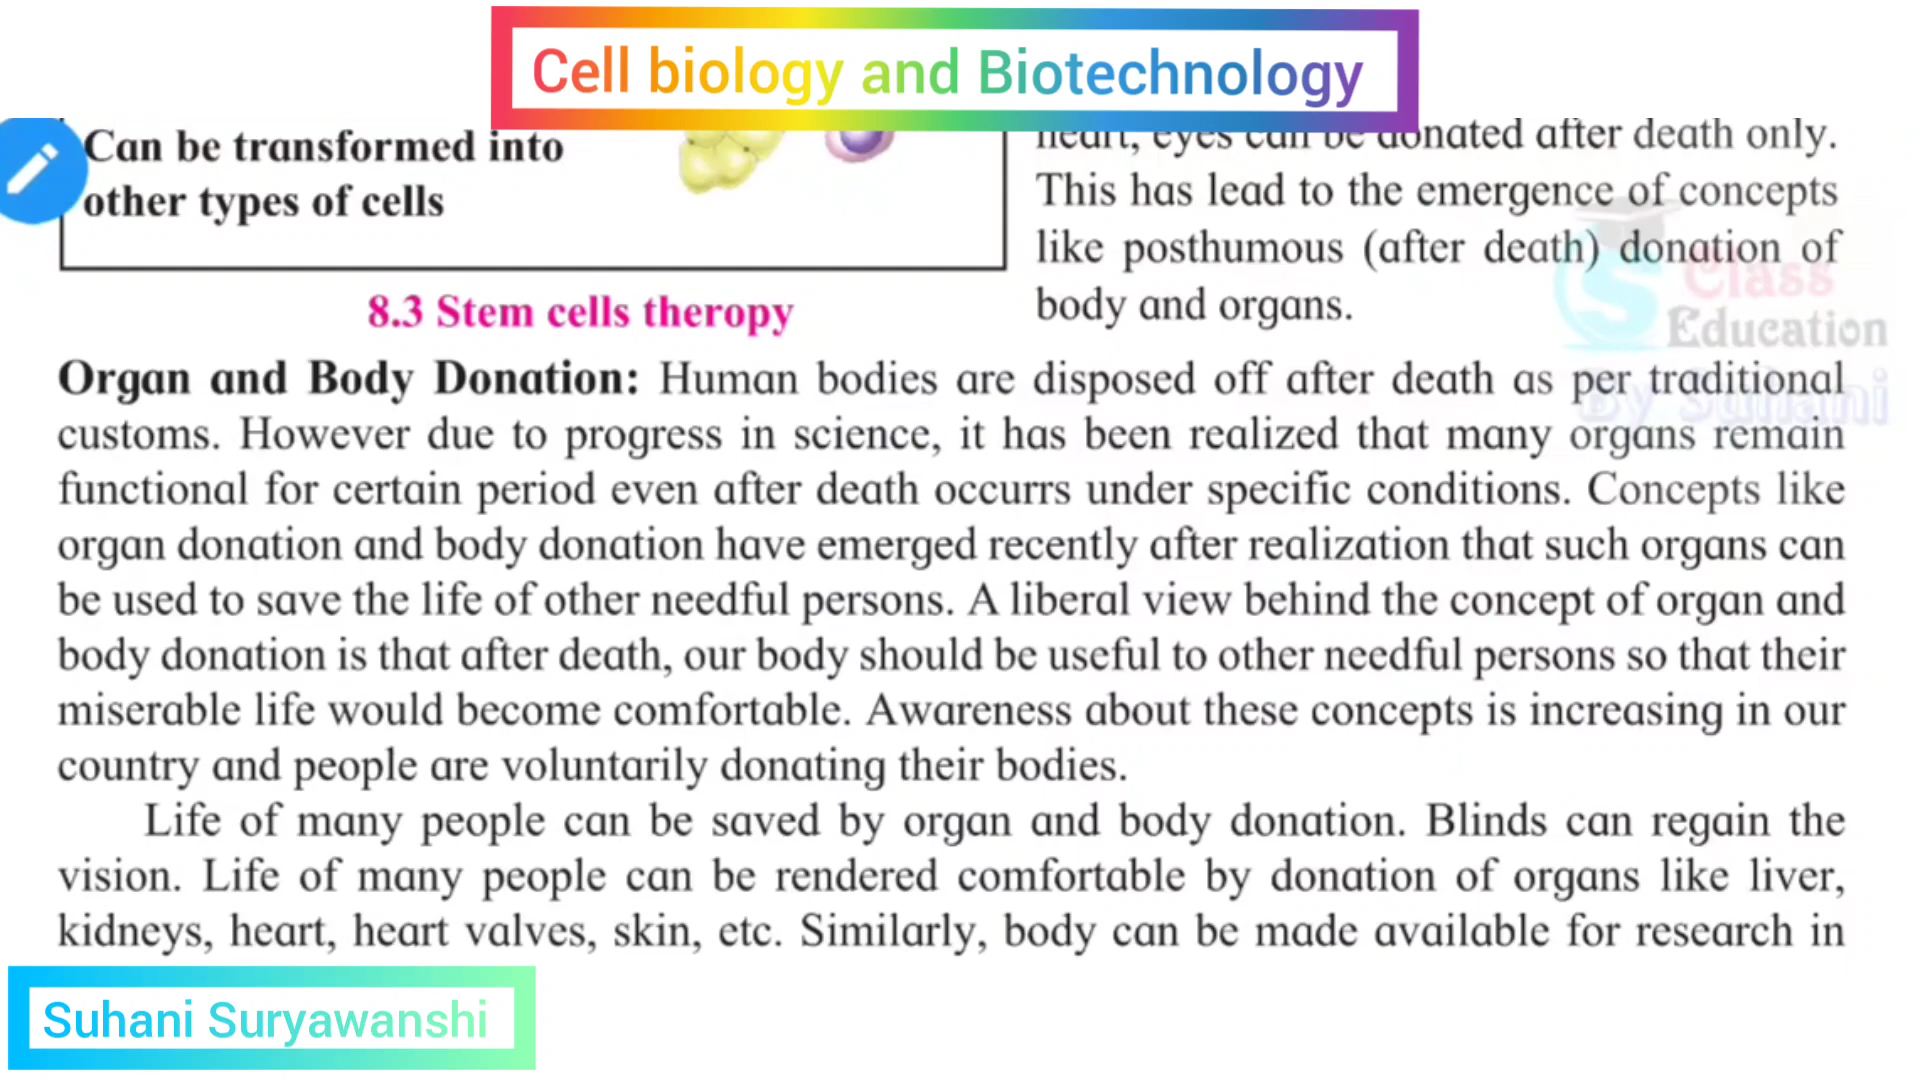 Cell biology and Biotechnology
Can be transformed into
other types of cells
8.3 Stem cells theropy
heart, eyes can be donated after death only.
This has lead to the emergence of concepts
like posthumous (after death) donation of
body and organs.
Class
Education
By Suhani
Organ and Body Donation: Human bodies are disposed off after death as per traditional
customs. However due to progress in science, it has been realized that many organs remain
functional for certain period even after death occurrs under specific conditions. Concepts like
organ donation and body donation have emerged recently after realization that such organs can
be used to save the life of other needful persons. A liberal view behind the concept of organ and
body donation is that after death, our body should be useful to other needful persons so that their
miserable life would become comfortable. Awareness about these concepts is increasing in our
country and people are voluntarily donating their bodies.
Life of many people can be saved by organ and body donation. Blinds can regain the
vision. Life of many people can be rendered comfortable by donation of organs like liver,
kidneys, heart, heart valves, skin, etc. Similarly, body can be made available for research in
Suhani Suryawanshi